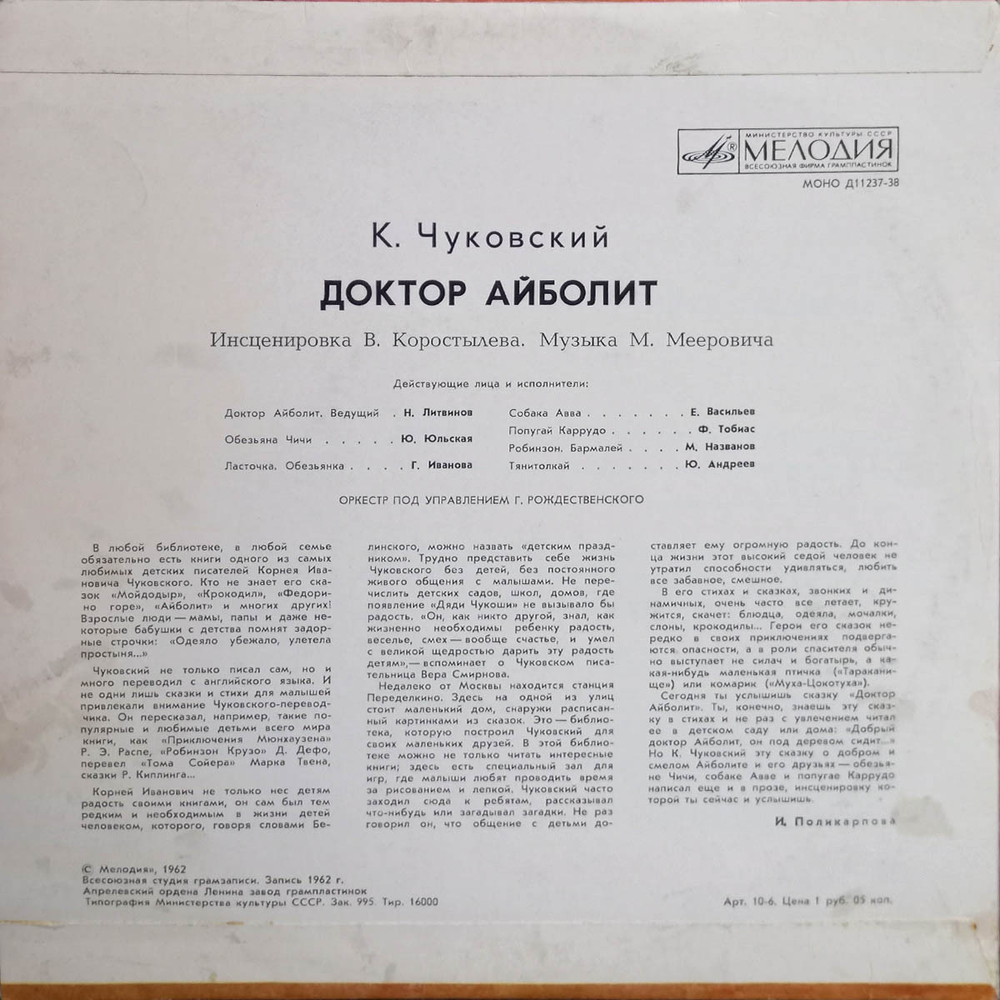 МИНИСТЕРСТВО КУЛЬТУРЫ СССР
МЕЛОДИЯ
ВСЕСОЮЗНАЯ ФИРМА ГРАМПЛАСТИНОК
МОНО Д11237-38
К. Чуковский
ДОКТОР АЙБОЛИТ
Инсценировка В. Коростылева. Музыка М. Мееровича
Действующие лица и исполнители:
Доктор Айболит. Ведущий . Н. Литвинов
Обезьяна Чичи . . . . . Ю. Юльская
Ласточка. Обезьянка . . . . Г. Иванова
Собака Авва . . . . . . . Е. Васильев
Попугай Каррудо . . . . . . Ф. Тобиас
Робинзон. Бармалей . . . . М. Названов
Тянитолкай . . . . . . . Ю. Андреев
ОРКЕСТР ПОД УПРАВЛЕНИЕМ Г. РОЖДЕСТВЕНСКОГО
В любой библиотеке, в любой семье
обязательно есть книги одного из самых
любимых детских писателей Корнея Ива-
новича Чуковского. Кто не знает его ска-
зок «Мойдодыр», «Крокодил», «Федори-
но горе», «Айболит» и многих других!
Взрослые люди — мамы, папы и даже не-
которые бабушки с детства помнят задор-
ные строчки: «Одеяло убежало, улетела
простыня...»
Чуковский не только писал сам, но и
много переводил с английского языка. И
не одни лишь сказки и стихи для малышей
привлекали внимание Чуковского-перевод-
чика. Он пересказал, например, такие по-
пулярные и любимые детьми всего мира
книги, как «Приключения Мюнхаузена»
Р. Э. Распе, «Робинзон Крузо» Д. Дефо,
перевел «Тома Сойера» Марка Твена,
сказки Р. Киплинга...
Корней Иванович не только нес детям
радость своими книгами, он сам был тем
редким и необходимым в жизни детей
человеком, которого, говоря словами Бе-
линского, можно назвать «детским празд-
ником». Трудно представить себе жизнь
Чуковского без детей, без постоянного
живого общения с малышами. Не пере-
числить детских садов, школ, домов, где
появление «Дяди Чукоши» не вызывало бы
радость. «Он, как никто другой, знал, как
жизненно необходимы ребенку радость,
веселье, смех — вообще счастье, и умел
с великой щедростью дарить эту радость
детям», — вспоминает о Чуковском писа-
тельница Вера Смирнова.
Недалеко от Москвы находится станция
Переделкино. Здесь на одной из улиц
стоит маленький дом, снаружи расписан-
ный картинками из сказок. Это — библио-
тека, которую построил Чуковский для
своих маленьких друзей. В этой библио-
теке можно не только читать интересные
книги; здесь есть специальный зал для
игр, где малыши любят проводить время
за рисованием и лепкой. Чуковский часто
заходил сюда к ребятам, рассказывал
что-нибудь или загадывал загадки. Не раз
говорил он, что общение с детьми до-
ставляет ему огромную радость. До кон-
ца жизни этот высокий седой человек не
утратил способности удивляться, любить
все забавное, смешное.
В его стихах и сказках, звонких и ди-
намичных, очень часто все летает, кру-
жится, скачет: блюдца, одеяла, мочалки,
слоны, крокодилы... Герои его сказок не-
редко в своих приключениях подверга-
ются опасности, а в роли спасителя обыч-
но выступает не силач и богатырь, а ка-
кая-нибудь маленькая птичка («Таракани-
ще») или комарик («Муха-Цокотуха»).
Сегодня ты услышишь сказку «Доктор
Айболит». Ты, конечно, знаешь эту сказ-
ку в стихах и не раз с увлечением читал
ее в детском саду или дома: «Добрый
доктор Айболит, он под деревом сидит...»
Но К. Чуковский эту сказку о добром и
смелом Айболите и его друзьях — обезья-
не Чичи, собаке Авве и попугае Каррудо
написал еще и в прозе, инсценировку ко-
торой ты сейчас и услышишь.
И. Поликарпова
(С Мелодия», 1962
Всесоюзная студия грамзаписи. Запись 1962 г.
Апрелевский ордена Ленина завод грампластинок
Типография Министерства культуры СССР. Зак. 995. Тир. 16000
Арт. 10-6. Цена 1 руб. 05 коп.